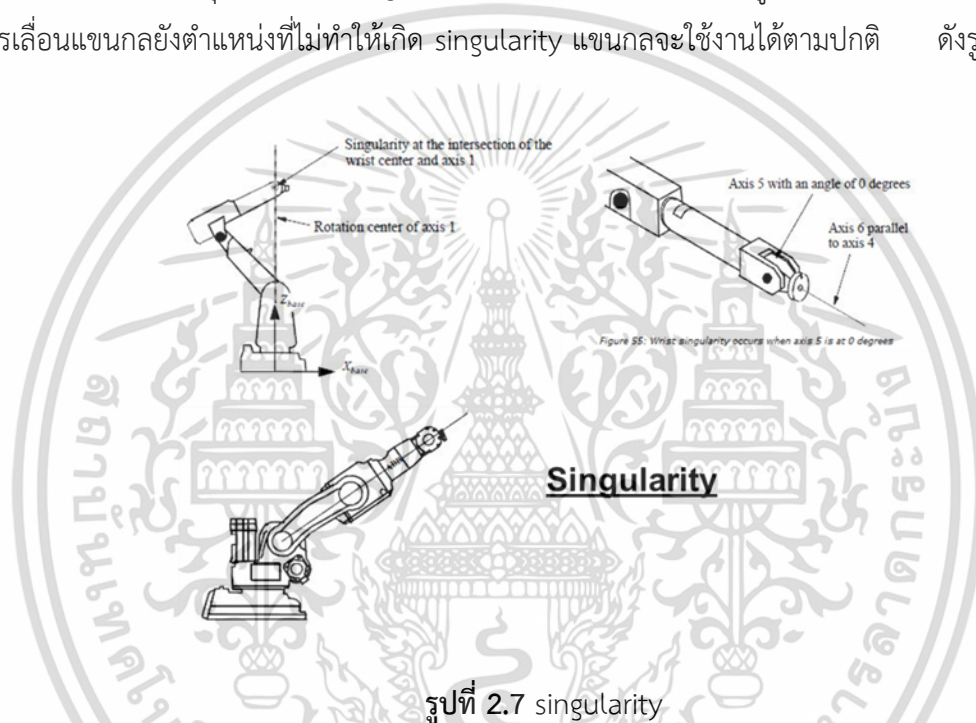 รเลื่อนแขนกลยังตำแหน่งที่ไม่ทำให้เกิด singularity แขนกลจะใช้งานได้ตามปกติ ดังรู
Singularity at the intersection of the
wrist center and axis 1
Rotation center of axis 1
Zbase
Xbase
Axis 5 with an angle of 0 degrees
Axis 6 parallel
to axis 4
Figure 55: Wrist singularity occurs when axis 5 is at 0 degrees
Singularity
รูปที่ 2.7 singularity